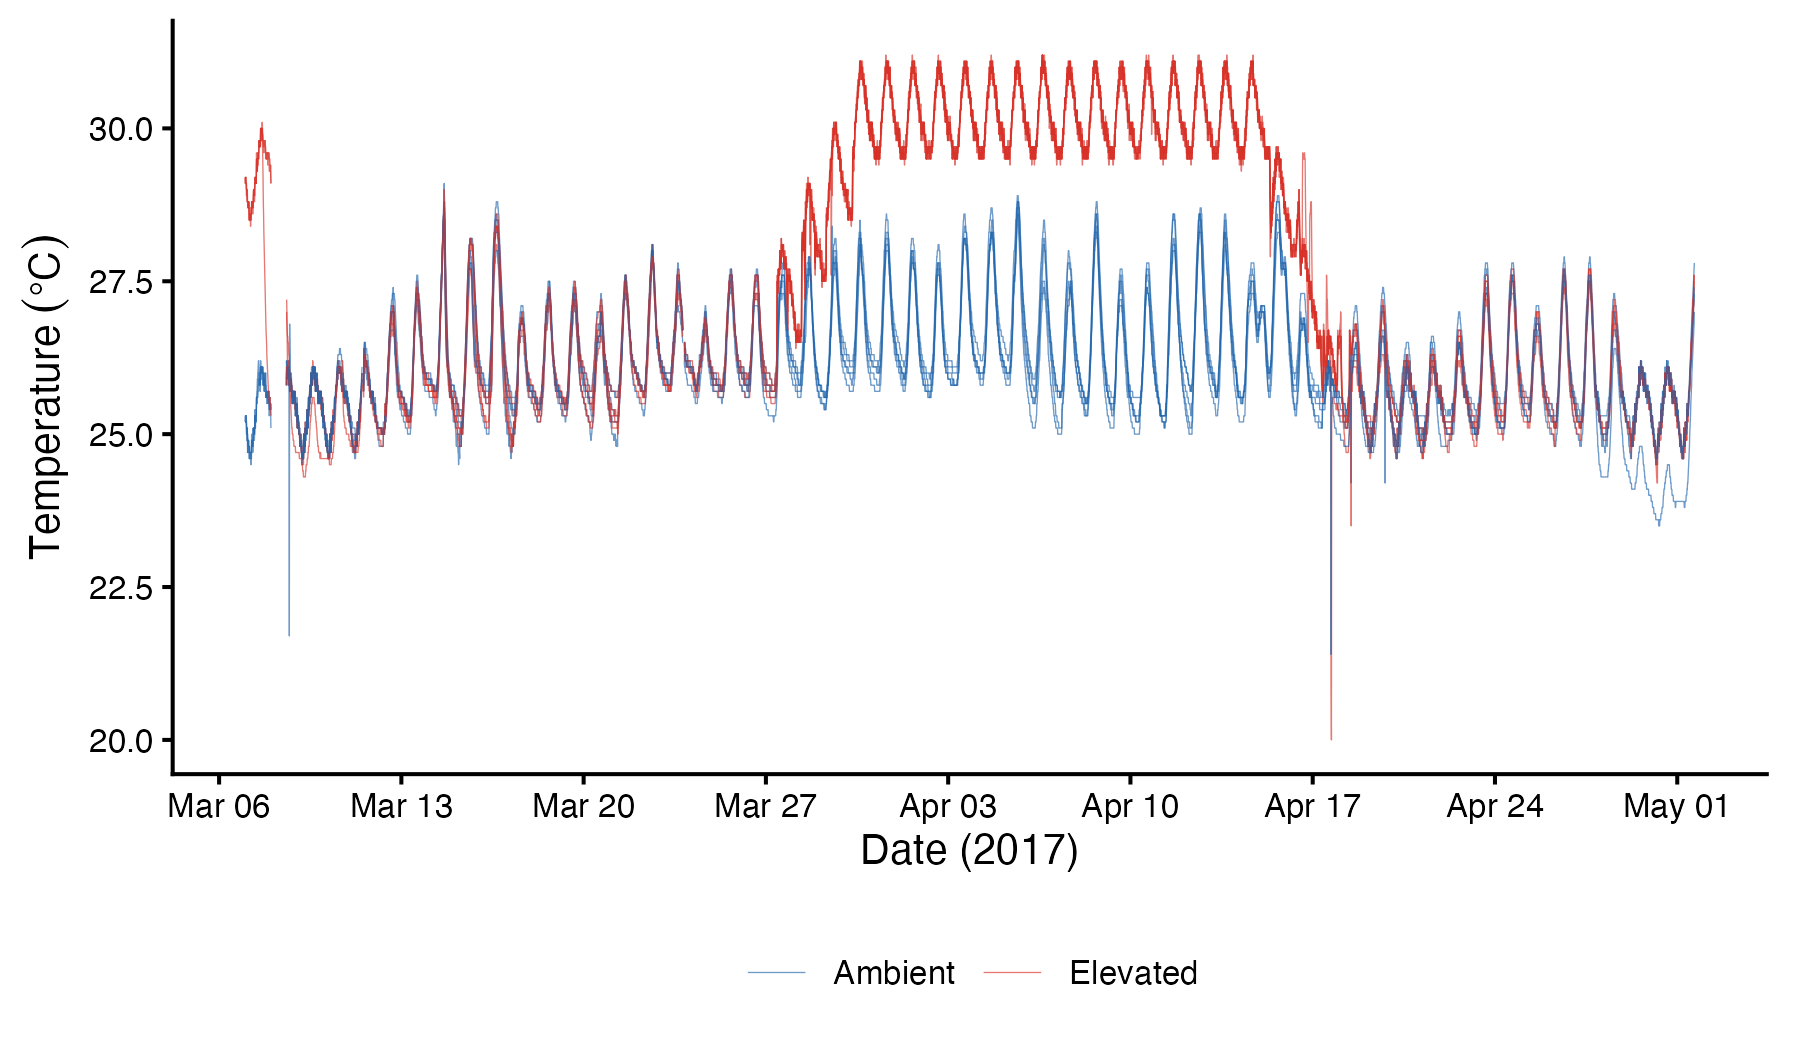 30.0
27.5
25.0
22.5
20.0
Temperature (°C)
Mar 06 Mar 13 Mar 20 Mar 27 Apr 03 Apr 10 Apr 17 Apr 24 May 01
Date (2017)
Ambient Elevated